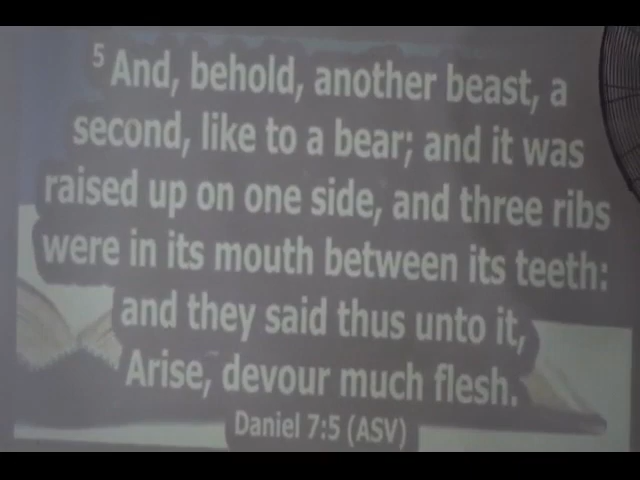 5 And, behold, another beast, a
second, like to a bear; and it was
raised up on one side, and three ribs
were in its mouth between its teeth:
and they said thus unto it,
Arise, devour much flesh.
Daniel 7:5 (ASV)